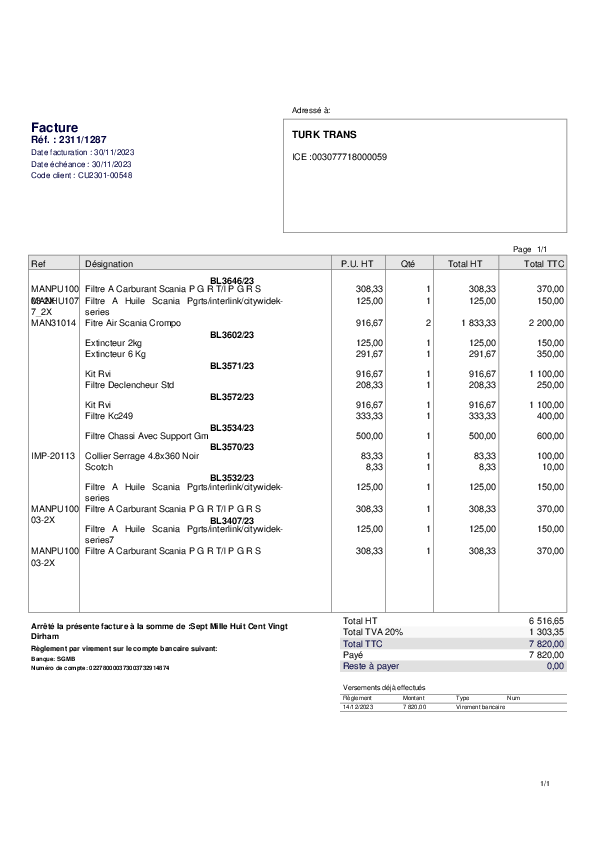 Adressé à:
Facture
Réf. : 2311/1287
Date facturation : 30/11/2023
Date échéance : 30/11/2023
Code client : CU2301-00548
TURK TRANS
ICE :003077718000059
Page 1/1
Ref Désignation P.U. HT Qté Total HT Total TTC
BL3646/23
MANPU100 Filtre A Carburant Scania P G R T/I P G R S 308,33 1 308,33 370,00
03-2X
MANHU107 Filtre A Huile Scania Pgrts/interlink/citywidek- 125,00 1 125,00 150,00
7_2X series
MAN31014 Fitre Air Scania Crompo 916,67 2 1 833,33 2 200,00
BL3602/23
Extincteur 2kg 125,00 1 125,00 150,00
Extincteur 6 Kg 291,67 1 291,67 350,00
BL3571/23
Kit Rvi 916,67 1 916,67 1 100,00
Filtre Declencheur Std 208,33 1 208,33 250,00
BL3572/23
Kit Rvi 916,67 1 916,67 1 100,00
Filtre Kc249 333,33 1 333,33 400,00
BL3534/23
Filtre Chassi Avec Support Gm 500,00 1 500,00 600,00
BL3570/23
IMP-20113 Collier Serrage 4.8x360 Noir 83,33 1 83,33 100,00
Scotch 8,33 1 8,33 10,00
BL3532/23
Filtre A Huile Scania Pgrts/interlink/citywidek- 125,00 1 125,00 150,00
series
MANPU100 Filtre A Carburant Scania P G R T/I P G R S 308,33 1 308,33 370,00
03-2X
BL3407/23
Filtre A Huile Scania Pgrts/interlink/citywidek- 125,00 1 125,00 150,00
series7
MANPU100 Filtre A Carburant Scania P G R T/I P G R S 308,33 1 308,33 370,00
03-2X
Arrêté la présente facture à la somme de :Sept Mille Huit Cent Vingt
Dirham
Règlement par virement sur le compte bancaire suivant:
Banque: SGMB
Numéro de compte: 022780000373003732914874
Total HT 6 516,65
Total TVA 20% 1 303,35
Total TTC 7 820,00
Payé 7 820,00
Reste à payer 0,00
Versements déjà effectués
Règlement Montant Type Num
14/12/2023 7 820,00 Virement bancaire
1/1